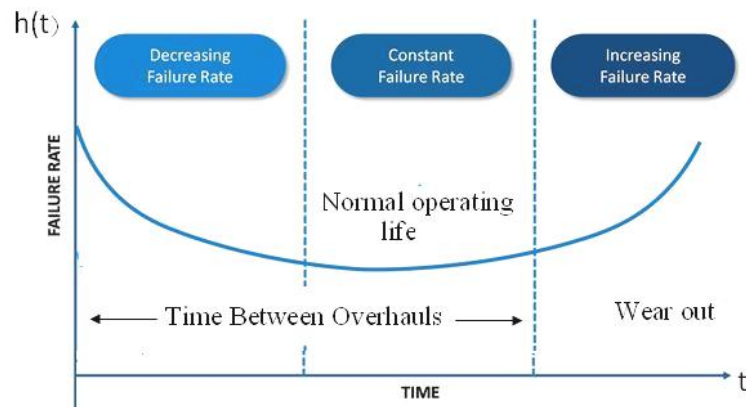 h(t)
Decreasing
Failure Rate
Constant
Failure Rate
Increasing
Failure Rate
FAILURE RATE
Normal operating
life
Time Between Overhauls
Wear out
t
TIME